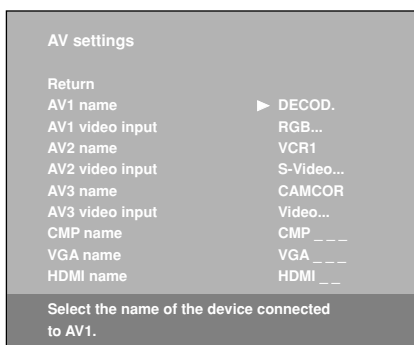 AV settings
Return
AV1 name ▶ DECOD.
AV1 video input RGB...
AV2 name VCR1
AV2 video input S-Video...
AV3 name CAMCOR
AV3 video input Video...
CMP name CMP _ _ _
VGA name VGA _ _ _
HDMI name HDMI _ _
Select the name of the device connected
to AV1.